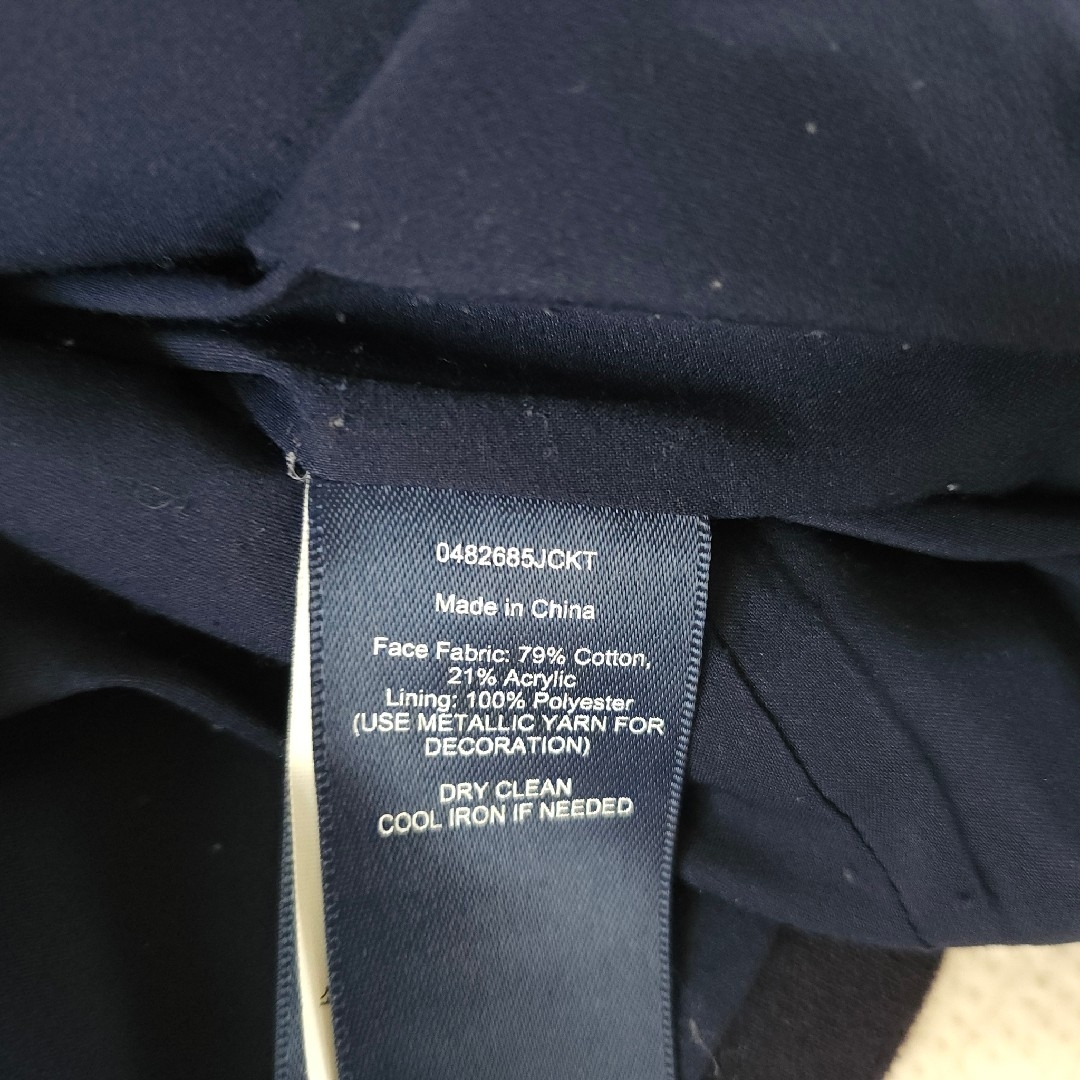 0482685JCKT
Made in China
Face Fabric: 79% Cotton,
21% Acrylic
Lining: 100% Polyester
(USE METALLIC YARN FOR
DECORATION)
DRY CLEAN
COOL IRON IF NEEDED